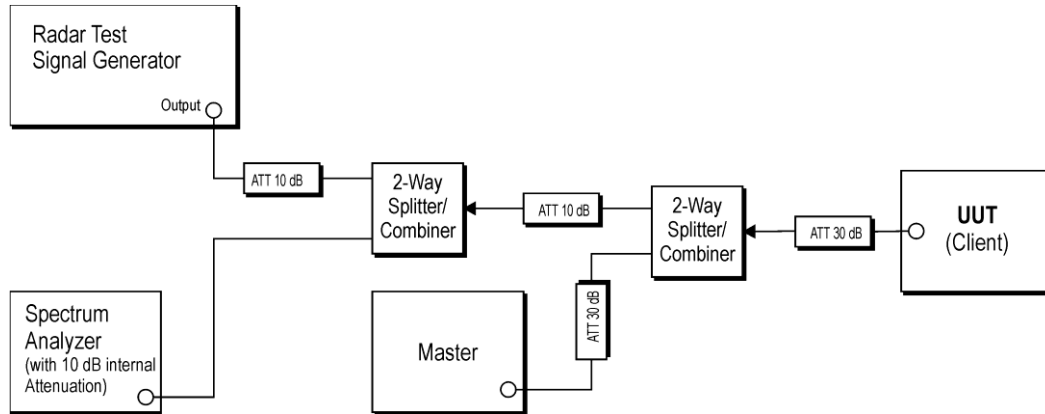 Radar Test
Signal Generator
Output
ATT 10 dB
2-Way
Splitter/
Combiner
ATT 10 dB
2-Way
Splitter/
Combiner
ATT 30 dB
UUT
(Client)
Spectrum
Analyzer
(with 10 dB internal
Attenuation)
Master
ATT 30 dB